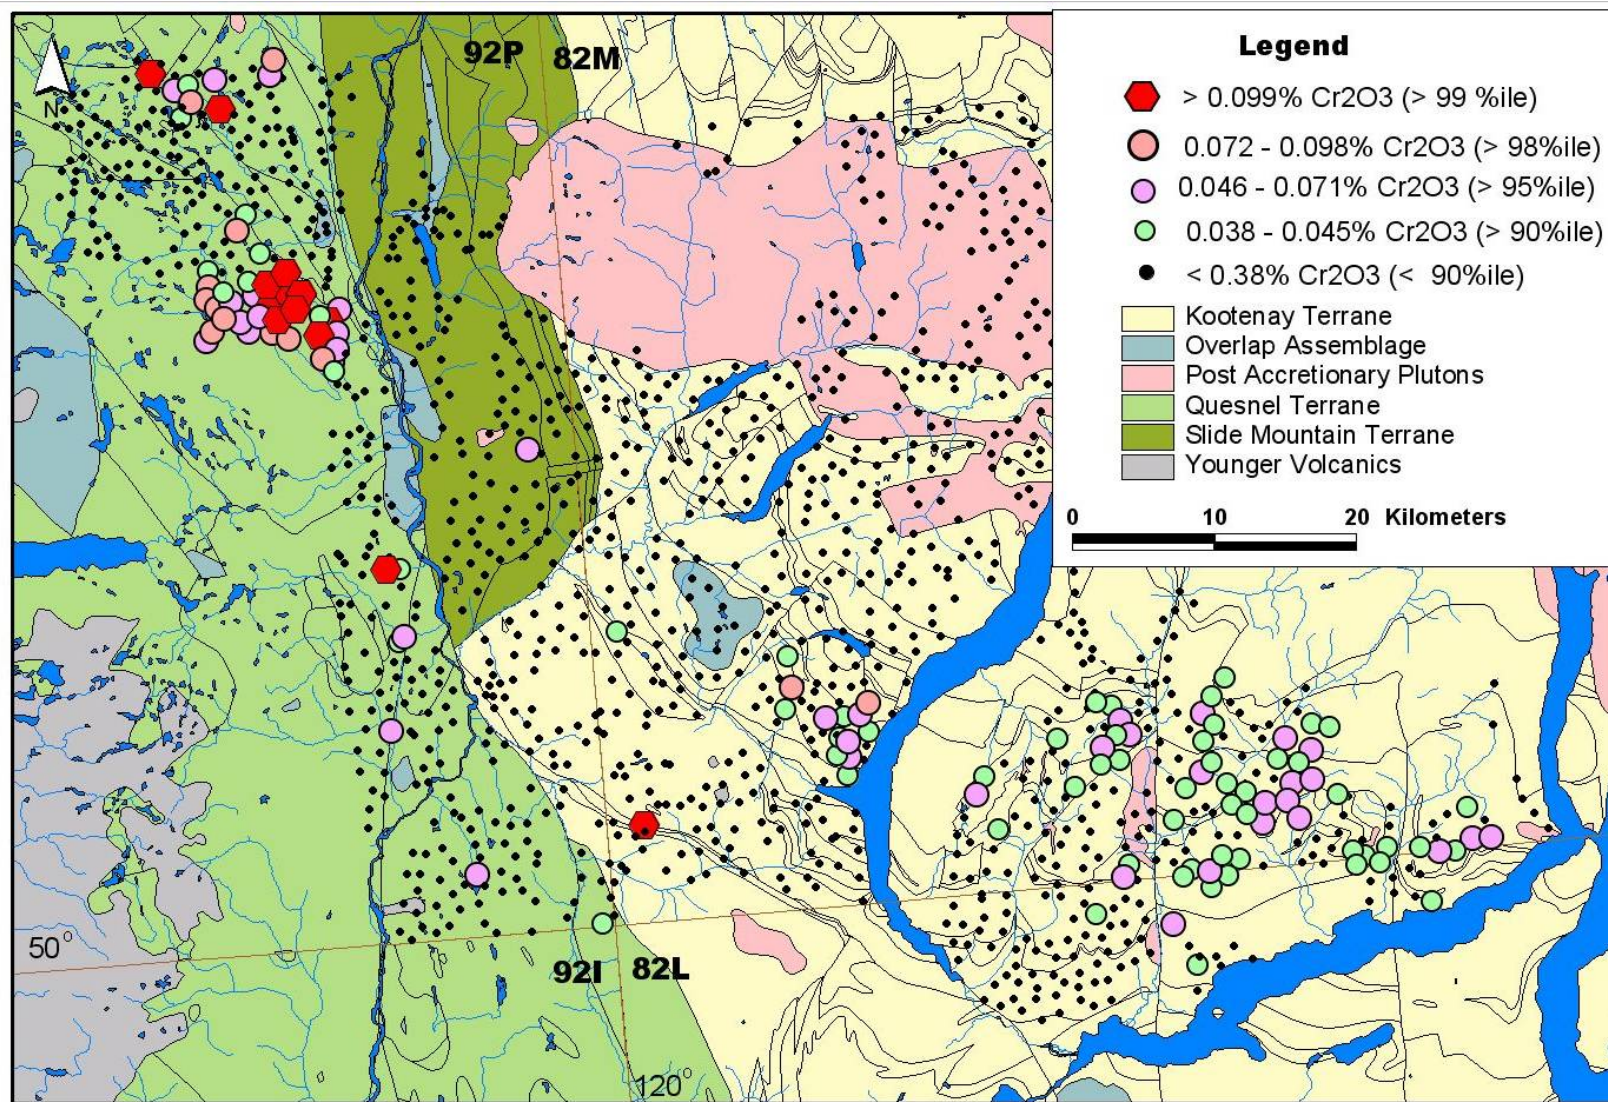 92P
82M
N
Legend
> 0.099% Cr2O3 (> 99 %ile)
0.072 - 0.098% Cr2O3 (> 98%ile)
0.046 - 0.071% Cr2O3 (> 95%ile)
0.038 - 0.045% Cr2O3 (> 90%ile)
< 0.38% Cr2O3 (< 90%ile)
Kootenay Terrane
Overlap Assemblage
Post Accretionary Plutons
Quesnel Terrane
Slide Mountain Terrane
Younger Volcanics
0 10 20 Kilometers
50°
92I
82L
120°